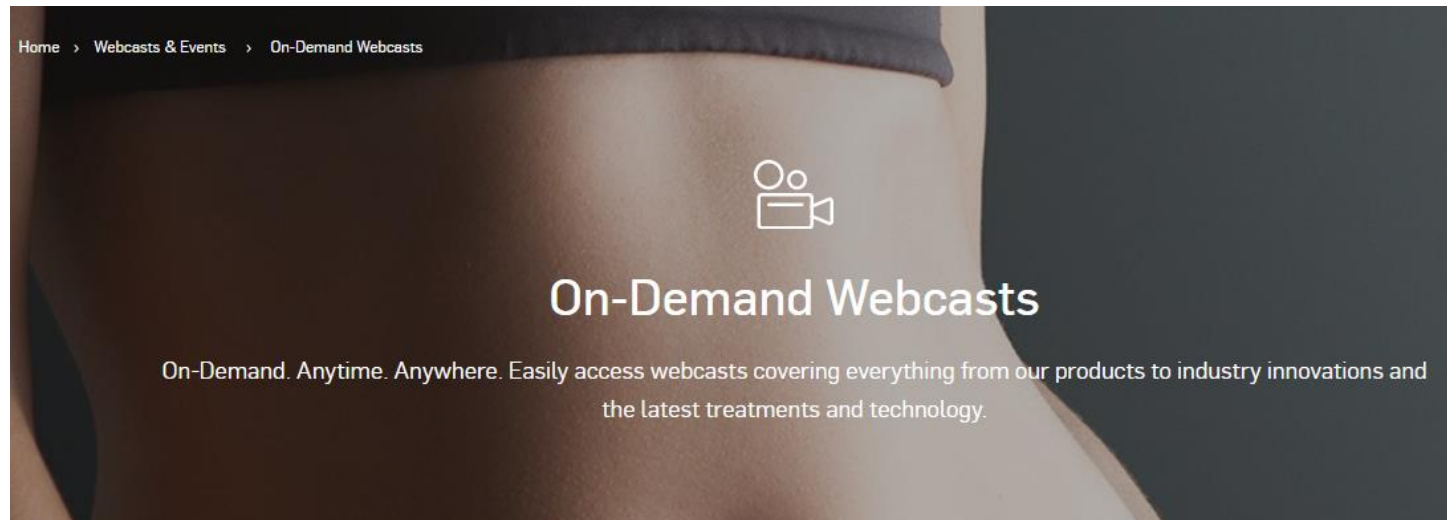 Home › Webcasts & Events › On-Demand Webcasts
On-Demand Webcasts
On-Demand. Anytime. Anywhere. Easily access webcasts covering everything from our products to industry innovations and
the latest treatments and technology.